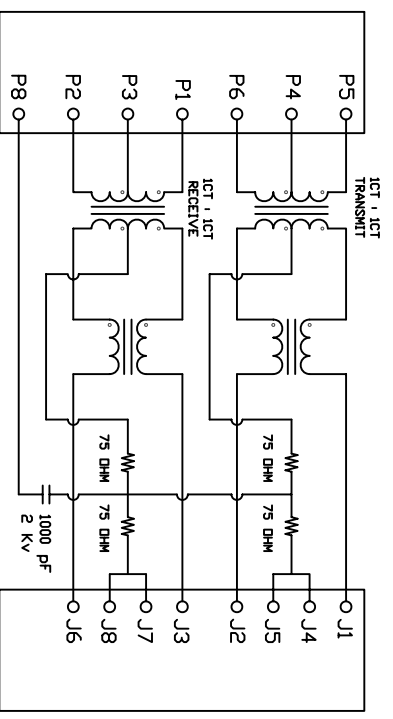 1CT : 1CT
TRANSMIT
P5
J1
J4
P4
75 OHM
75 OHM
J5
P6
J2
1CT : 1CT
RECEIVE
P1
J3
J7
P3
75 OHM
75 OHM
J8
P2
J6
1000 pF
2 Kv
P8